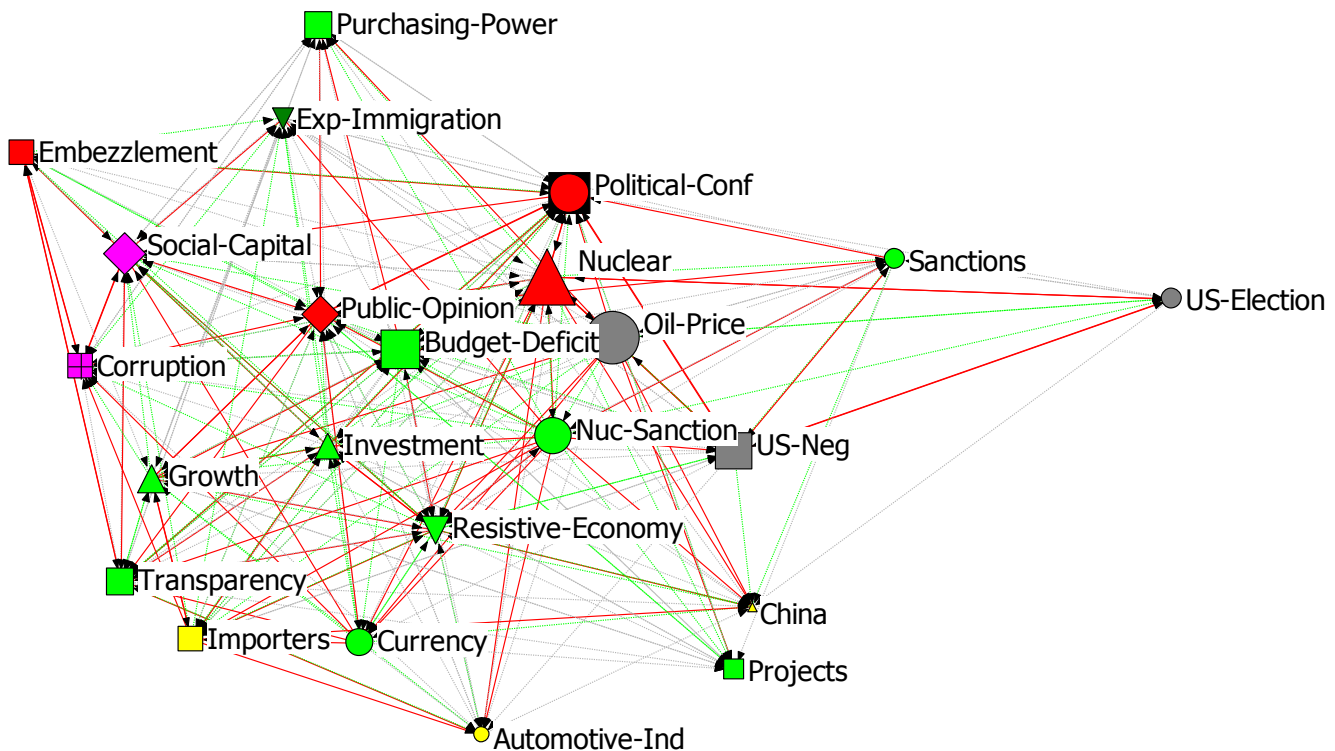 Purchasing-Power
Exp-Immigration
Embezzlement
Political-Conf
Social-Capital
Nuclear
Sanctions
US-Election
Public-Opinion
Oil-Price
Budget-Deficit
Corruption
Nuc-Sanction
Investment
US-Neg
Growth
Resistive-Economy
Transparency
China
Importers
Currency
Projects
Automotive-Ind